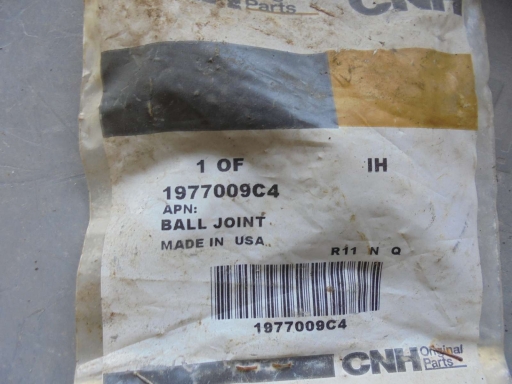 Parts
CNH
1 OF
IH
1977009C4
APN:
BALL JOINT
MADE IN USA
R11 N Q
1977009C4
CNH Original
Parts